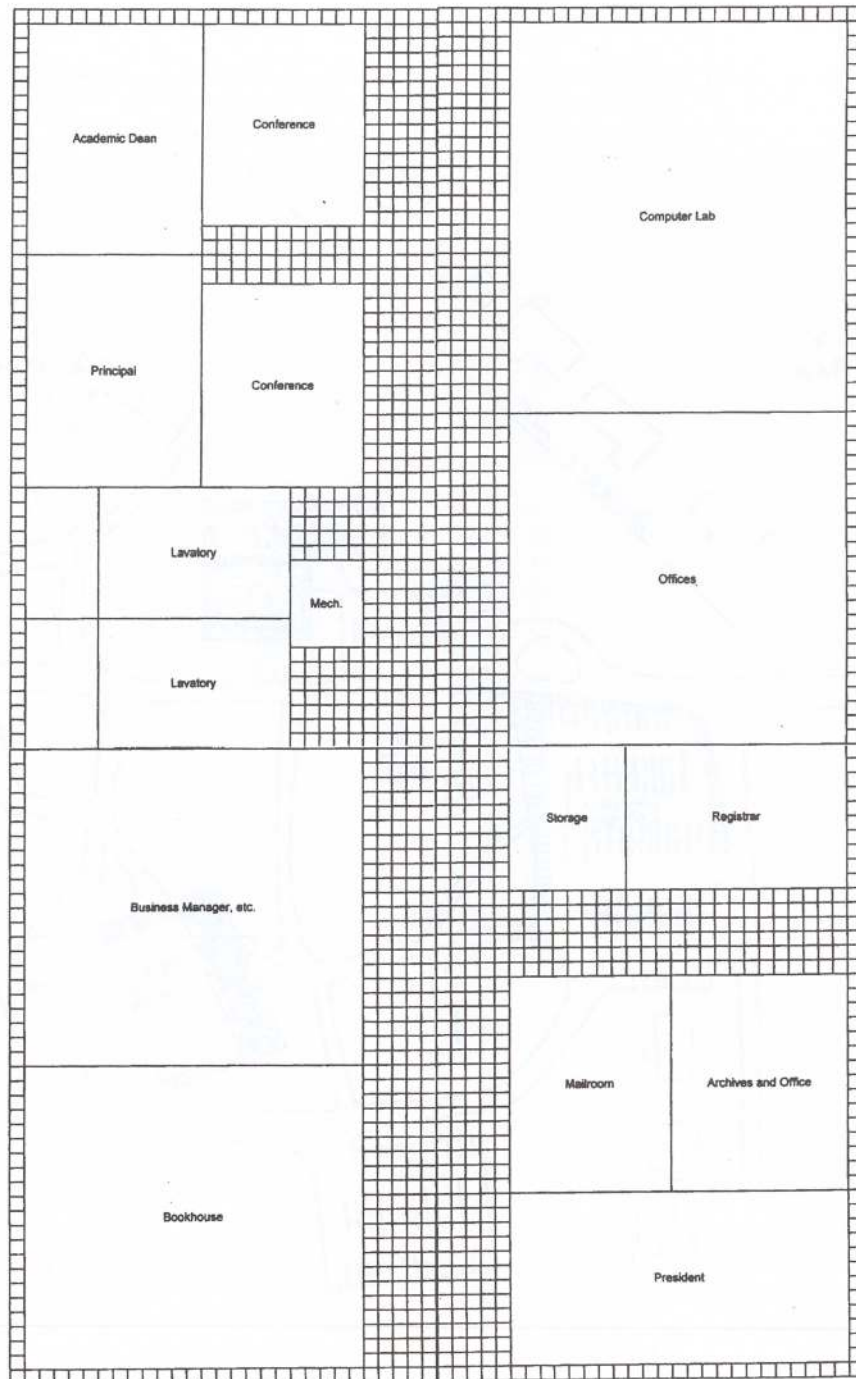 Academic Dean
Conference
Computer Lab
Principal
Conference
Lavatory
Offices
Mech.
Lavatory
Storage
Registrar
Business Manager, etc.
Mailroom
Archives and Office
Bookhouse
President